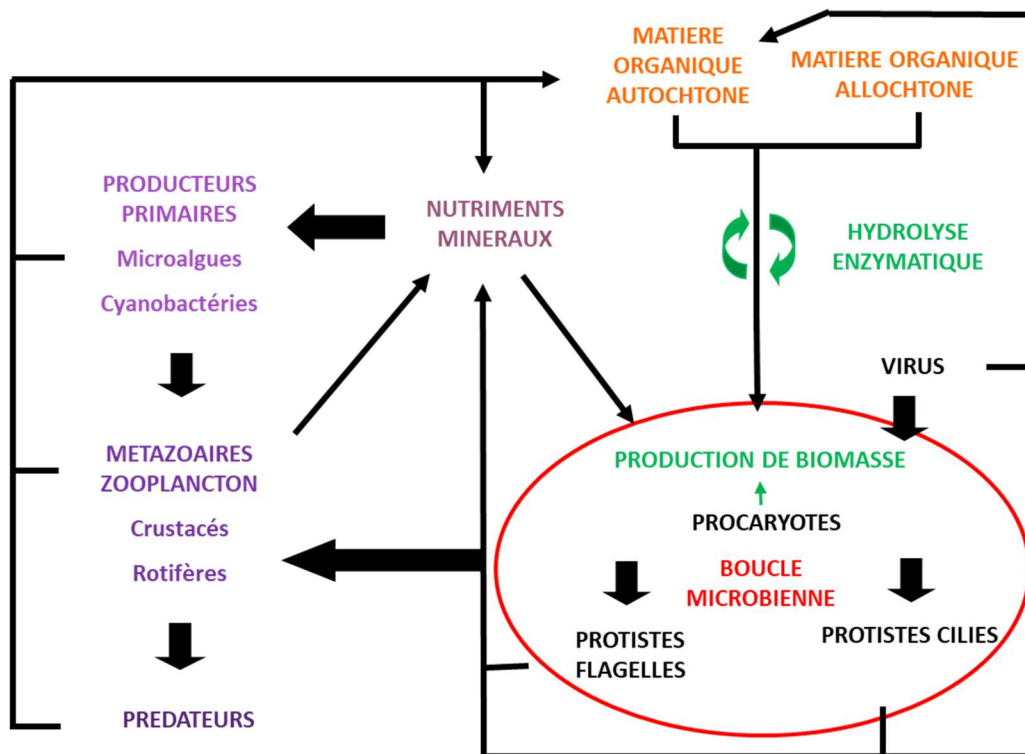 MATIERE
ORGANIQUE
AUTOCHTONE
MATIERE ORGANIQUE
ALLOCHTONE
PRODUCTEURS
PRIMAIRES
Microalgues
Cyanobactéries
NUTRIMENTS
MINERAUX
HYDROLYSE
ENZYMATIQUE
VIRUS
METAZOAIRES
ZOOPLANCTON
Crustacés
Rotifères
PRODUCTION DE BIOMASSE
PROCARYOTES
BOUCLE
MICROBIENNE
PROTISTES
FLAGELLES
PROTISTES CILIES
PREDATEURS